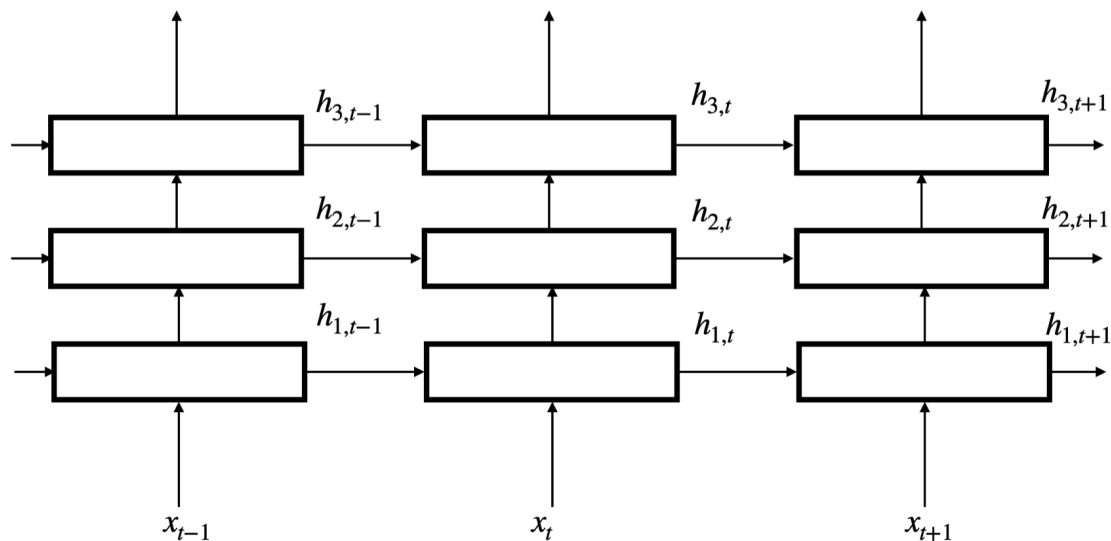 h_{3,t-1} h_{3,t} h_{3,t+1}
h_{2,t-1} h_{2,t} h_{2,t+1}
h_{1,t-1} h_{1,t} h_{1,t+1}
x_{t-1} x_t x_{t+1}